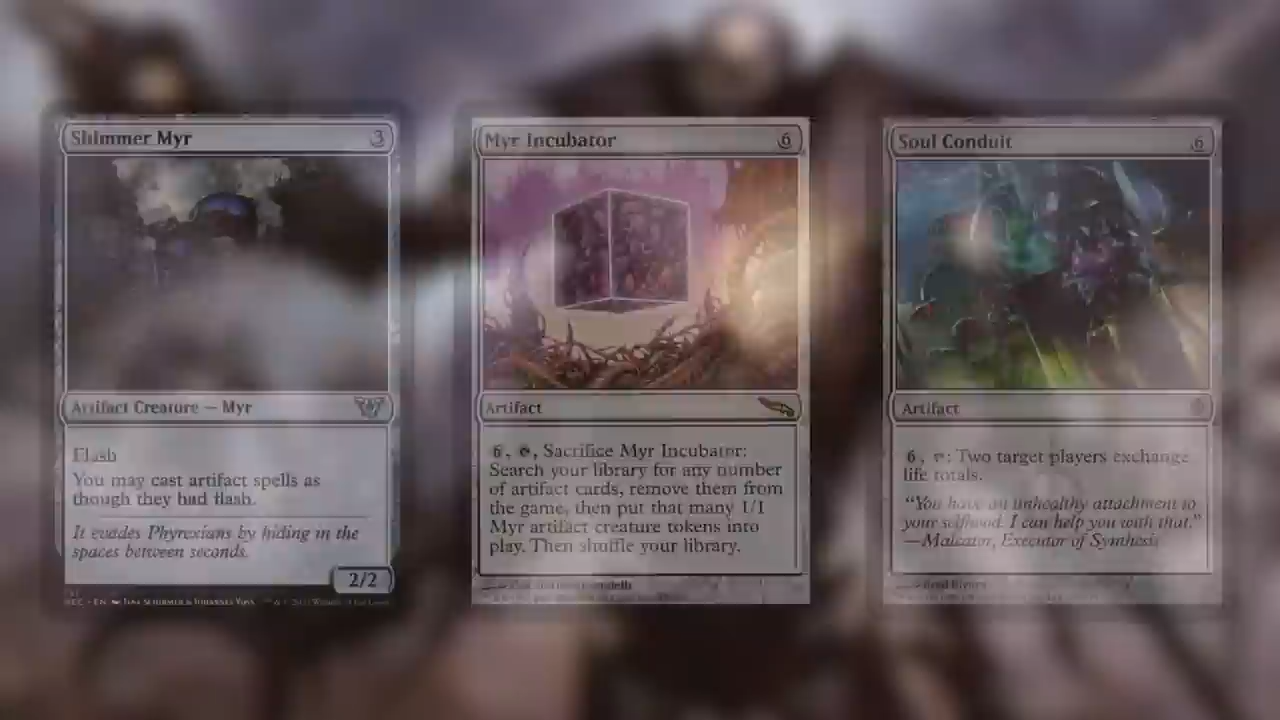 Shimmer Myr 3
Artifact Creature — Myr
Flash
You may cast artifact spells as
though they had flash.
It evades Phyrexians by hiding in the
spaces between seconds.
2/2
Myr Incubator 6
Artifact
6, T, Sacrifice Myr Incubator:
Search your library for any number
of artifact cards, remove them from
the game, then put that many 1/1
Myr artifact creature tokens into
play. Then shuffle your library.
Soul Conduit 6
Artifact
6, T: Two target players exchange
life totals.
“You have an unhealthy attachment to
your selfhood. I can help you with that.”
—Malcator, Executor of Synthesis